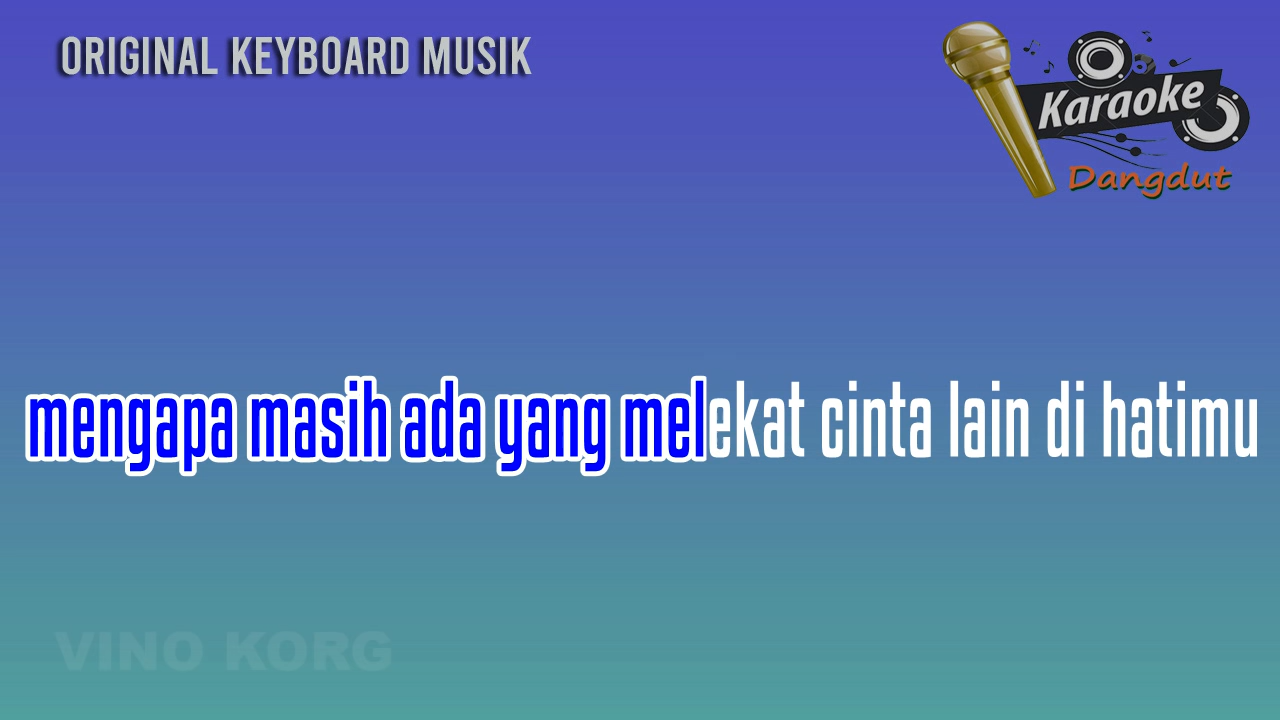 ORIGINAL KEYBOARD MUSIK
Karaoke
Dangdut
mengapa masih ada yang melekat cinta lain di hatimu
VINO KORG